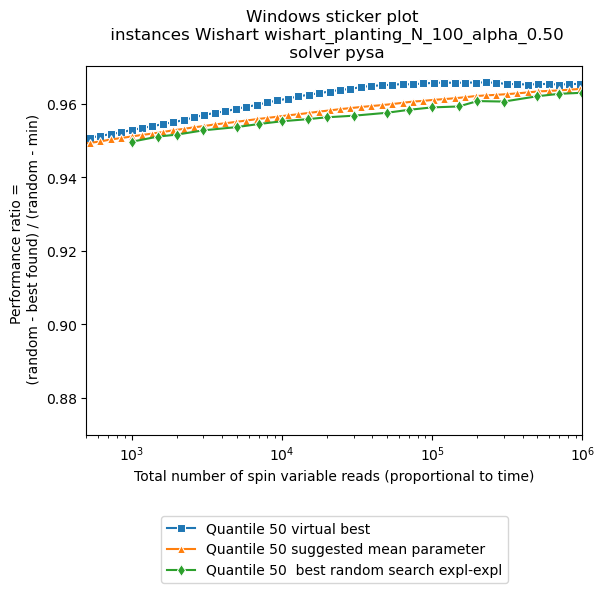 Windows sticker plot
instances Wishart wishart_planting_N_100_alpha_0.50
solver pysa
Performance ratio =
(random - best found) / (random - min)
0.96
0.94
0.92
0.90
0.88
10³
10⁴
10⁵
10⁶
Total number of spin variable reads (proportional to time)
Quantile 50 virtual best
Quantile 50 suggested mean parameter
Quantile 50  best random search expl-expl